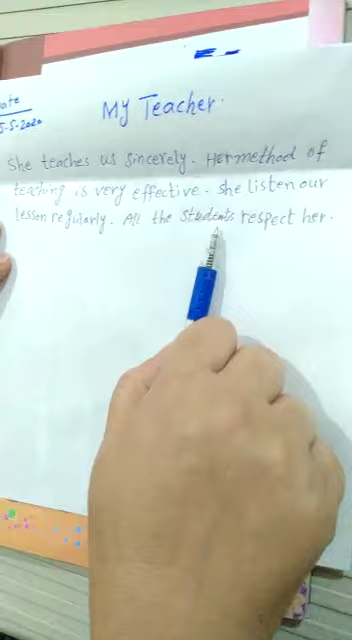 ate
5-5-2020
My Teacher.
She teaches us sincerely. Her method of
teaching is very effective. she listen our
lesson regularly. All the students respect her.